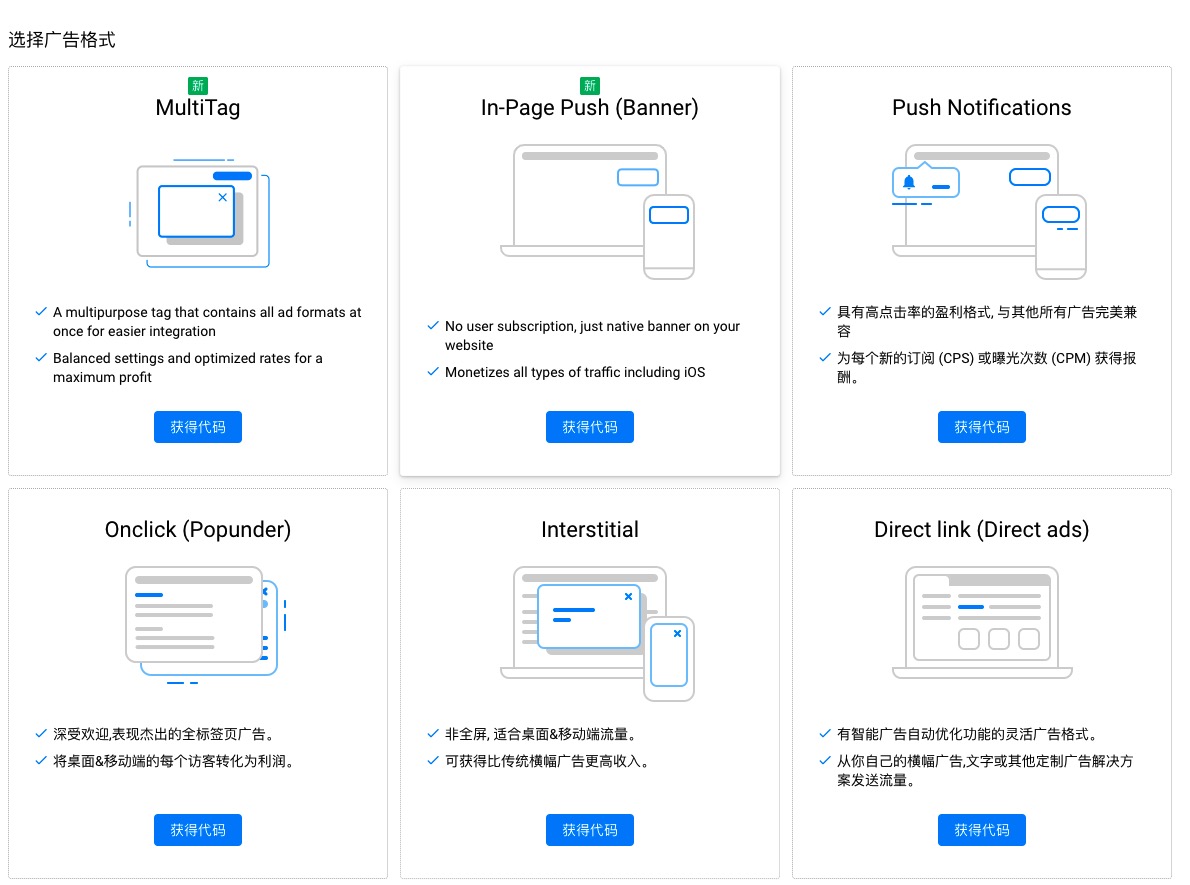 选择广告格式
新
MultiTag
A multipurpose tag that contains all ad formats at
once for easier integration
Balanced settings and optimized rates for a
maximum profit
获得代码
新
In-Page Push (Banner)
No user subscription, just native banner on your
website
Monetizes all types of traffic including iOS
获得代码
Push Notifications
具有高点击率的盈利格式, 与其他所有广告完美兼
容
为每个新的订阅 (CPS) 或曝光次数 (CPM) 获得报
酬。
获得代码
Onclick (Popunder)
深受欢迎,表现杰出的全标签页广告。
将桌面&移动端的每个访客转化为利润。
获得代码
Interstitial
非全屏, 适合桌面&移动端流量。
可获得比传统横幅广告更高收入。
获得代码
Direct link (Direct ads)
有智能广告自动优化功能的灵活广告格式。
从你自己的横幅广告,文字或其他定制广告解决方
案发送流量。
获得代码